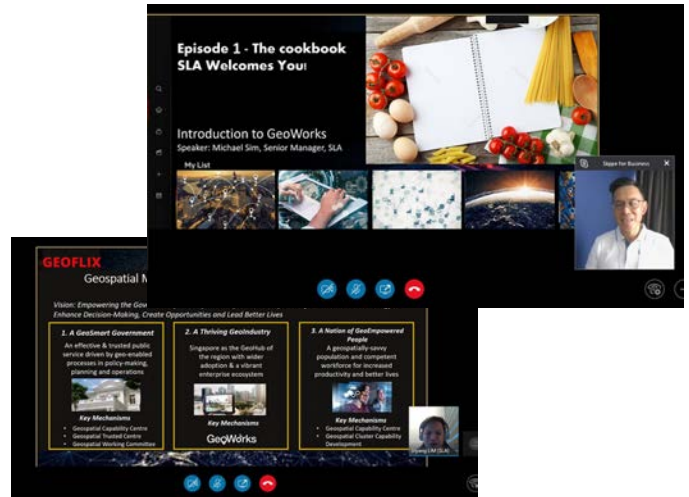 Episode 1 - The cookbook
SLA Welcomes You!
Introduction to GeoWorks
Speaker: Michael Sim, Senior Manager, SLA
My List
Skype for Business
GEOFLIX
Geospatial M
Vision: Empowering the Gov
Enhance Decision-Making, Create Opportunities and Lead Better Lives
1. A GeoSmart Government
An effective & trusted public
service driven by geo-enabled
processes in policy-making,
planning and operations
Key Mechanisms
• Geospatial Capability Centre
• Geospatial Trusted Centre
• Geospatial Working Committee
2. A Thriving GeoIndustry
Singapore as the GeoHub of
the region with wider
adoption & a vibrant
enterprise ecosystem
Key Mechanisms
GeoWorks
3. A Nation of GeoEmpowered
People
A geospatially-savvy
population and competent
workforce for increased
productivity and better lives
Key Mechanisms
• Geospatial Capability Centre
• Geospatial Cluster Capability
Development
LIM (SLA)